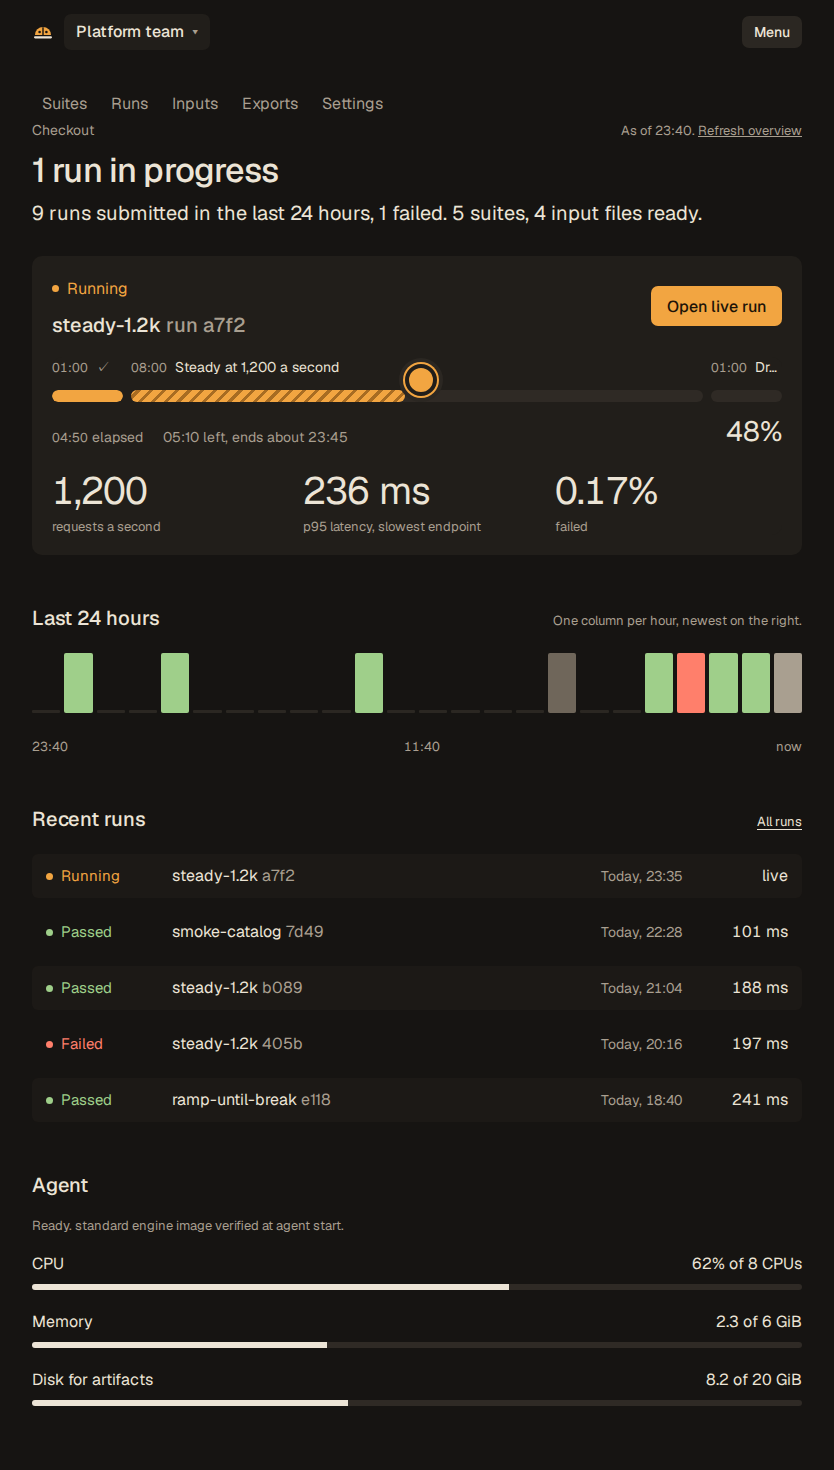 Platform team ▾
Menu
Suites Runs Inputs Exports Settings
Checkout
As of 23:40. Refresh overview
1 run in progress
9 runs submitted in the last 24 hours, 1 failed. 5 suites, 4 input files ready.
Running
Open live run
steady-1.2k run a7f2
01:00 ✓ 08:00 Steady at 1,200 a second 01:00 Dr...
04:50 elapsed 05:10 left, ends about 23:45 48%
1,200 236 ms 0.17%
requests a second p95 latency, slowest endpoint failed
Last 24 hours
One column per hour, newest on the right.
23:40 11:40 now
Recent runs All runs
Running steady-1.2k a7f2 Today, 23:35 live
Passed smoke-catalog 7d49 Today, 22:28 101 ms
Passed steady-1.2k b089 Today, 21:04 188 ms
Failed steady-1.2k 405b Today, 20:16 197 ms
Passed ramp-until-break e118 Today, 18:40 241 ms
Agent
Ready. standard engine image verified at agent start.
CPU 62% of 8 CPUs
Memory 2.3 of 6 GiB
Disk for artifacts 8.2 of 20 GiB